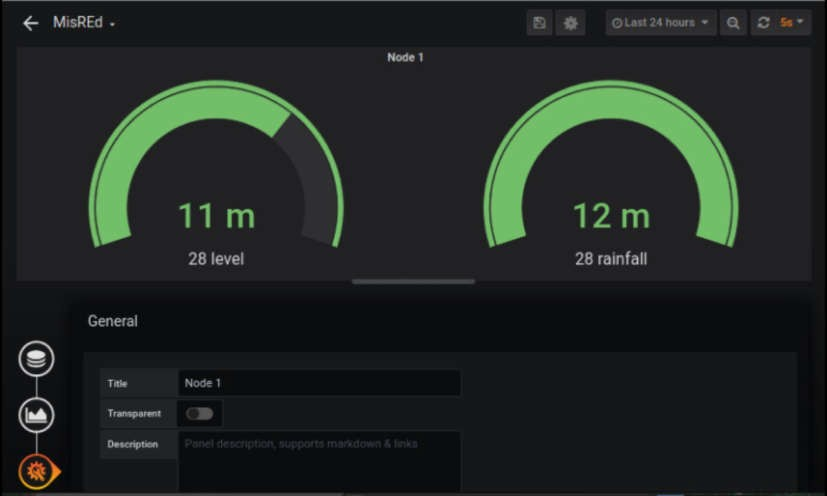 MisREd
Last 24 hours
5s
Node 1
11 m
12 m
28 level
28 rainfall
General
Title
Node 1
Transparent
Description
Panel description, supports markdown & links